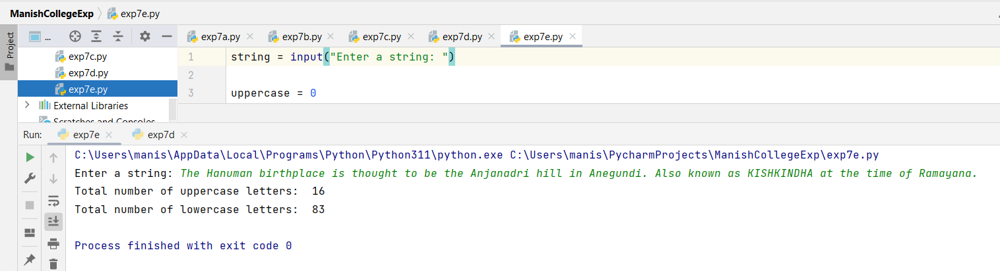 ManishCollegeExp exp7e.py
Project
...
exp7a.py
exp7b.py
exp7c.py
exp7d.py
exp7e.py
exp7c.py
exp7d.py
exp7e.py
External Libraries
Scratches and Consoles
1 string = input("Enter a string: ")
2
3 uppercase = 0
Run: exp7e exp7d
C:\Users\manis\AppData\Local\Programs\Python\Python311\python.exe C:\Users\manis\PycharmProjects\ManishCollegeExp\exp7e.py
Enter a string: The Hanuman birthplace is thought to be the Anjanadri hill in Anegundi. Also known as KISHKINDHA at the time of Ramayana.
Total number of uppercase letters:  16
Total number of lowercase letters:  83
Process finished with exit code 0